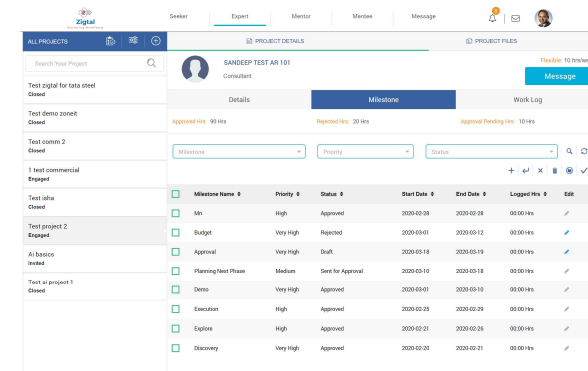 Zigtal
Seeker
Expert
Mentor
Mentee
Message
ALL PROJECTS
PROJECT DETAILS
PROJECT FILES
Search Your Project
Test zigtal for tata steel
Closed
Test demo zoneit
Closed
Test comm 2
Closed
1 test commercial
Engaged
Test isha
Closed
Test project 2
Engaged
Ai basics
Invited
Test ai project 1
Closed
SANDEEP TEST AR 101
Consultant
Flexible: 10 hrs/we
Message
Details
Milestone
Work Log
Approved Hrs: 90 Hrs
Rejected Hrs: 20 Hrs
Approval Pending Hrs: 10 Hrs
Milestone
Priority
Status
Milestone Name Priority Status Start Date End Date Logged Hrs Edit
Mn High Approved 2020-02-28 2020-02-28 00:00 Hrs
Budget Very High Rejected 2020-03-01 2020-03-12 00:00 Hrs
Approval Very High Draft 2020-03-18 2020-03-19 00:00 Hrs
Planning Next Phase Medium Sent for Approval 2020-03-10 2020-03-18 00:00 Hrs
Demo Very High Approved 2020-03-01 2020-03-10 00:00 Hrs
Execution High Approved 2020-02-25 2020-02-29 00:00 Hrs
Explore High Approved 2020-02-21 2020-02-26 00:00 Hrs
Discovery Very High Approved 2020-02-20 2020-02-21 00:00 Hrs